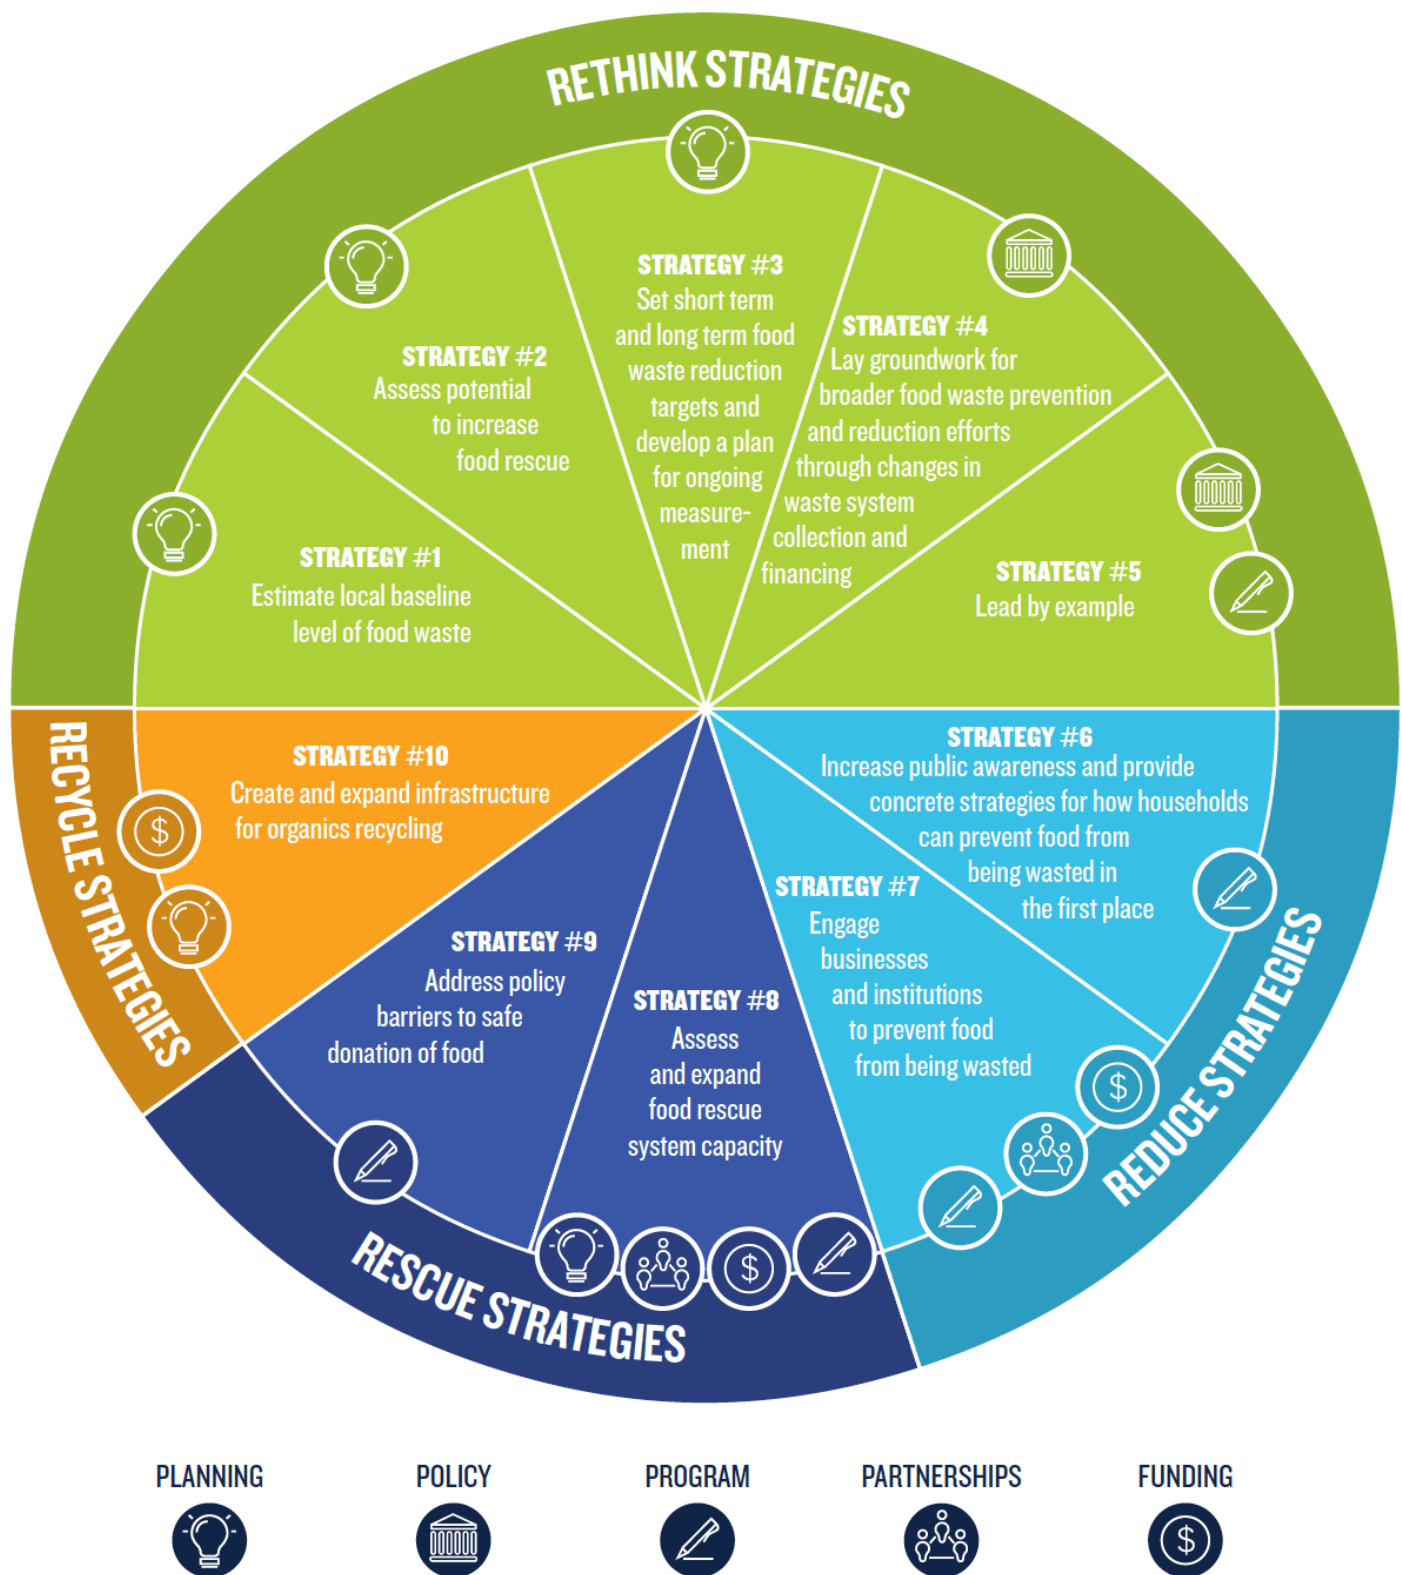 RETHINK STRATEGIES
STRATEGY #1
Estimate local baseline
level of food waste
STRATEGY #2
Assess potential
to increase
food rescue
STRATEGY #3
Set short term
and long term food
waste reduction
targets and
develop a plan
for ongoing
measure-
ment
STRATEGY #4
Lay groundwork for
broader food waste prevention
and reduction efforts
through changes in
waste system
collection and
financing
STRATEGY #5
Lead by example
REDUCE STRATEGIES
STRATEGY #6
Increase public awareness and provide
concrete strategies for how households
can prevent food from
being wasted in
the first place
STRATEGY #7
Engage
businesses
and institutions
to prevent food
from being wasted
$
RESCUE STRATEGIES
STRATEGY #8
Assess
and expand
food rescue
system capacity
$
STRATEGY #9
Address policy
barriers to safe
donation of food
RECYCLE STRATEGIES
STRATEGY #10
Create and expand infrastructure
for organics recycling
$
PLANNING
POLICY
PROGRAM
PARTNERSHIPS
FUNDING
$